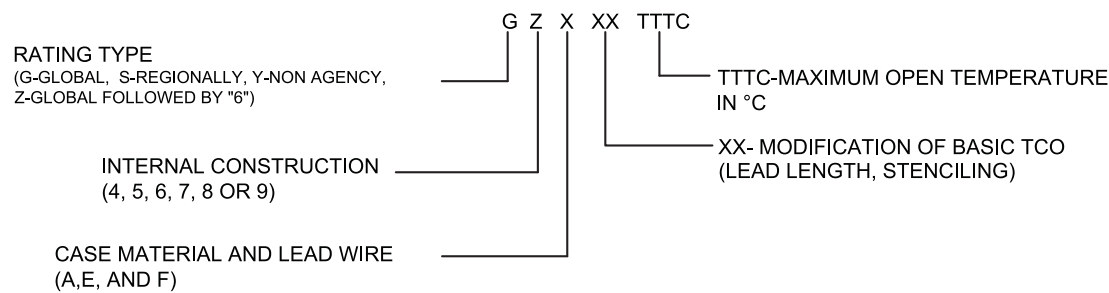 G Z X XX TTTC
RATING TYPE
(G-GLOBAL, S-REGIONALLY, Y-NON AGENCY,
Z-GLOBAL FOLLOWED BY "6")
TTTC-MAXIMUM OPEN TEMPERATURE
IN °C
XX- MODIFICATION OF BASIC TCO
(LEAD LENGTH, STENCILING)
INTERNAL CONSTRUCTION
(4, 5, 6, 7, 8 OR 9)
CASE MATERIAL AND LEAD WIRE
(A,E, AND F)